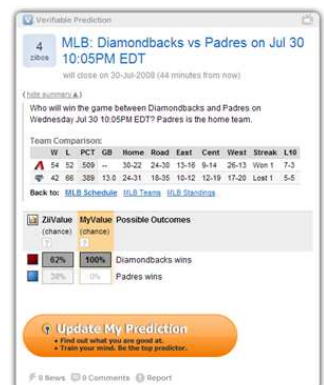 Verifiable Prediction
4
zibos
MLB: Diamondbacks vs Padres on Jul 30
10:05PM EDT
will close on 30-Jul-2008 (44 minutes from now)
(hide summary▲)
Who will win the game between Diamondbacks and Padres on
Wednesday Jul 30 10:05PM EDT? Padres is the home team.
Team Comparison:
W L PCT GB Home Road East Cent West Streak L10
54 52 .509 -- 30-22 24-30 13-16 9-14 26-13 Won 1 7-3
42 66 .389 13.0 24-31 18-35 10-12 12-19 17-20 Lost 1 5-5
Back to: MLB Schedule MLB Teams MLB Standings
ZiiValue MyValue Possible Outcomes
(chance) (chance)
? ?
62% 100% Diamondbacks wins
38% 0% Padres wins
Update My Prediction
• Find out what you are good at.
• Train your mind. Be the top predictor.
0 News 0 Comments Report